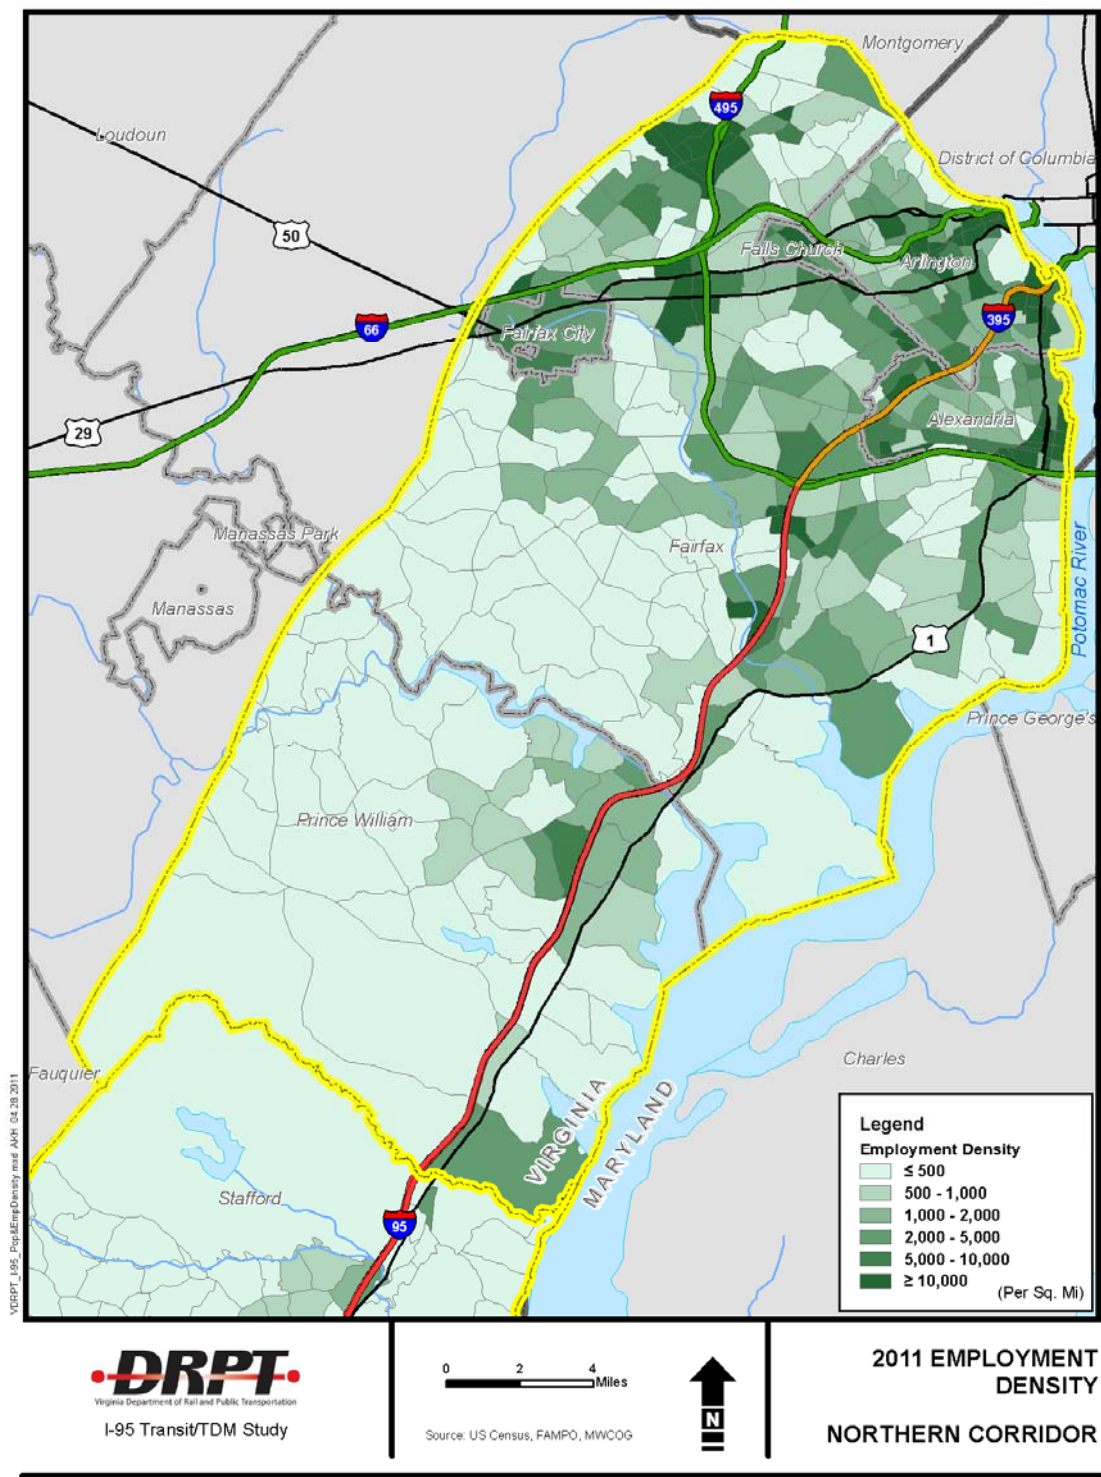 Montgomery
495
Loudoun
District of Columbia
50
Falls Church
Arlington
66
Fairfax City
395
29
Alexandria
Manassas Park
Fairfax
Manassas
1
Potomac River
Prince George's
Prince William
Charles
Fauquier
VIRGINIA
MARYLAND
Stafford
95
Legend
Employment Density
≤ 500
500 - 1,000
1,000 - 2,000
2,000 - 5,000
5,000 - 10,000
≥ 10,000
(Per Sq. Mi)
VDRPT_I-95_Pop&EmpDensity.mxd AKH 04.28.2011
DRPT
Virginia Department of Rail and Public Transportation
I-95 Transit/TDM Study
0 2 4
Miles
Source: US Census, FAMPO, MWCOG
N
2011 EMPLOYMENT
DENSITY
NORTHERN CORRIDOR